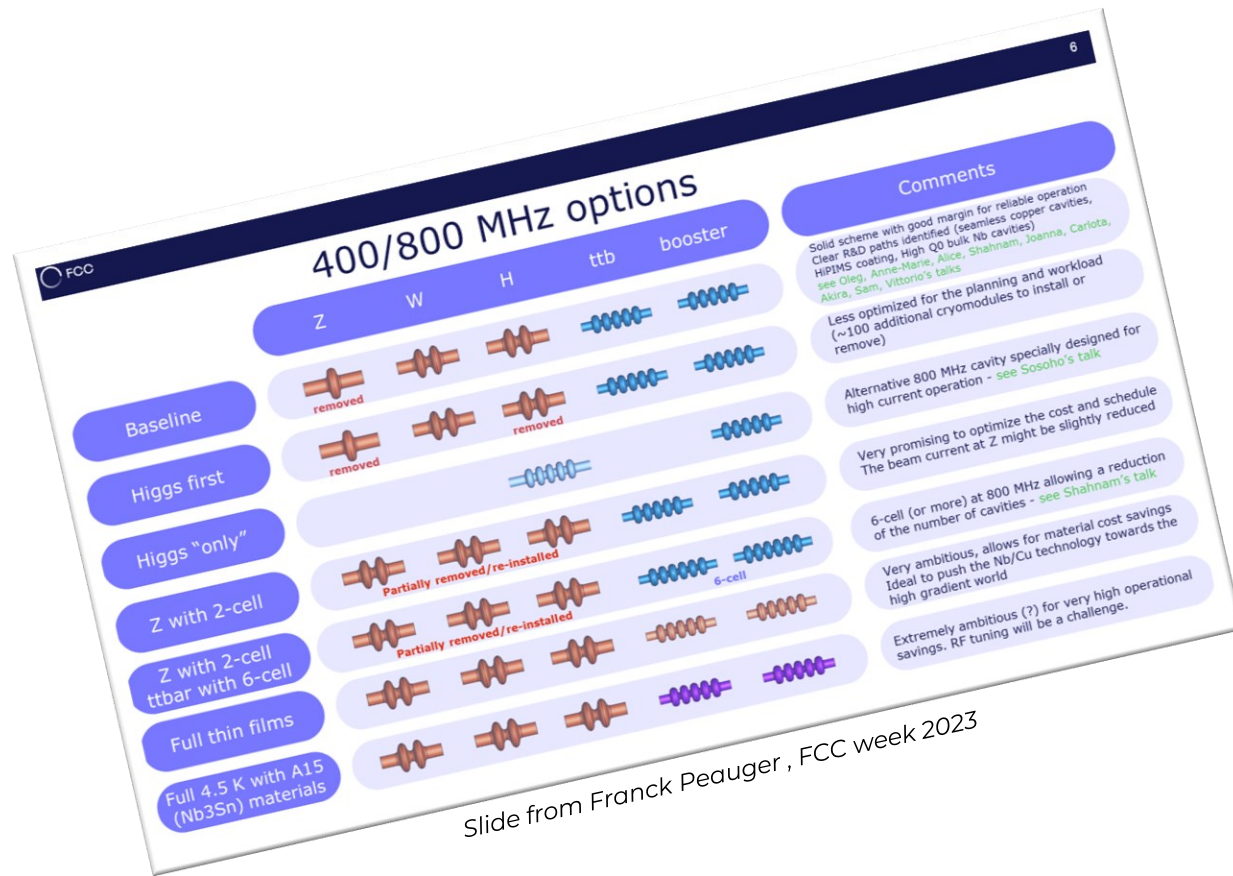 6
FCC
400/800 MHz options
Z
W
H
ttb
booster
Comments
Baseline
removed
Solid scheme with good margin for reliable operation
Clear R&D paths identified (seamless copper cavities,
HiPIMS coating, High Q0 bulk Nb cavities)
see Oleg, Anne-Marie, Alice, Shahnam, Joanna, Carlota,
Akira, Sam, Vittorio's talks
Higgs first
removed
removed
Less optimized for the planning and workload
(~100 additional cryomodules to install or
remove)
Higgs "only"
Alternative 800 MHz cavity specially designed for
high current operation - see Sosoho's talk
Z with 2-cell
Partially removed/re-installed
Very promising to optimize the cost and schedule
The beam current at Z might be slightly reduced
Z with 2-cell
ttbar with 6-cell
Partially removed/re-installed
6-cell
6-cell (or more) at 800 MHz allowing a reduction
of the number of cavities - see Shahnam's talk
Full thin films
Very ambitious, allows for material cost savings
Ideal to push the Nb/Cu technology towards the
high gradient world
Full 4.5 K with A15
(Nb3Sn) materials
Extremely ambitious (?) for very high operational
savings. RF tuning will be a challenge.
Slide from Franck Peauger , FCC week 2023